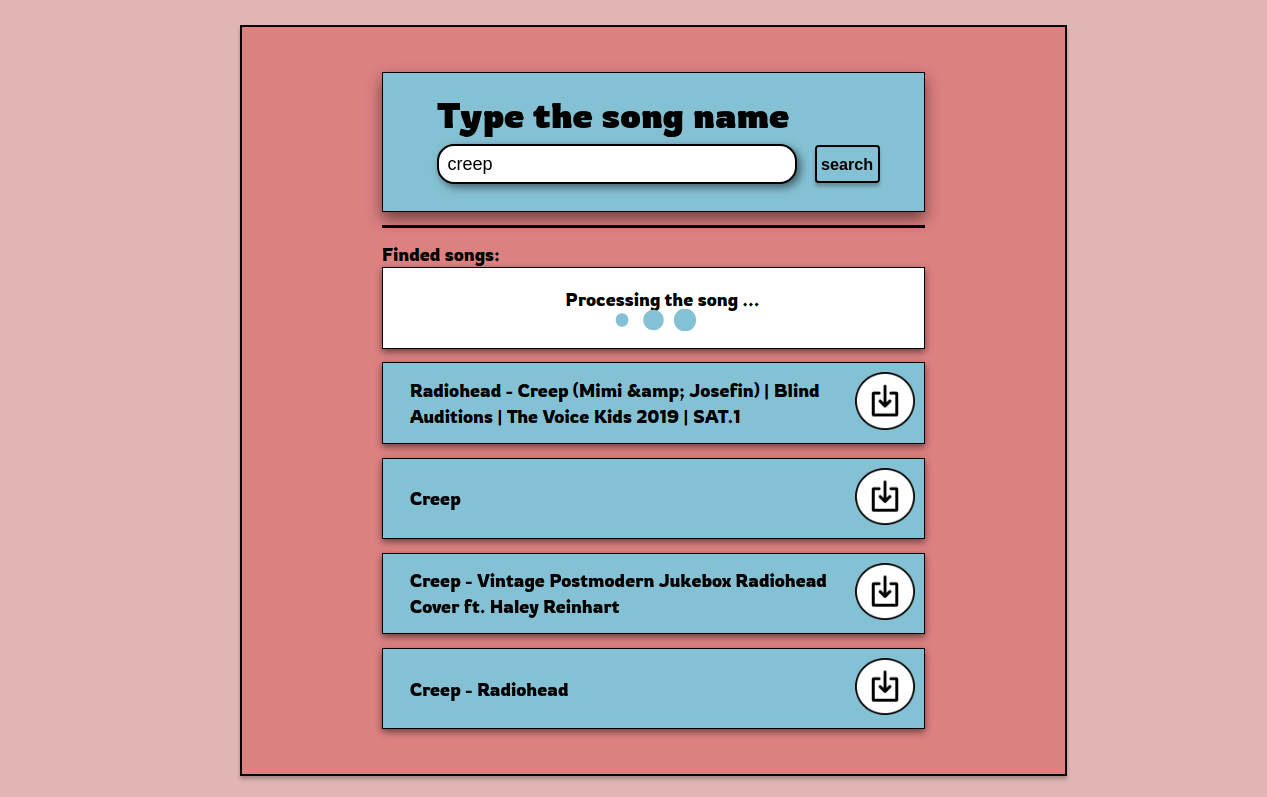 Type the song name
creep
search
Finded songs:
Processing the song ...
Radiohead - Creep (Mimi &amp; Josefin) | Blind
Auditions | The Voice Kids 2019 | SAT.1
Creep
Creep - Vintage Postmodern Jukebox Radiohead
Cover ft. Haley Reinhart
Creep - Radiohead